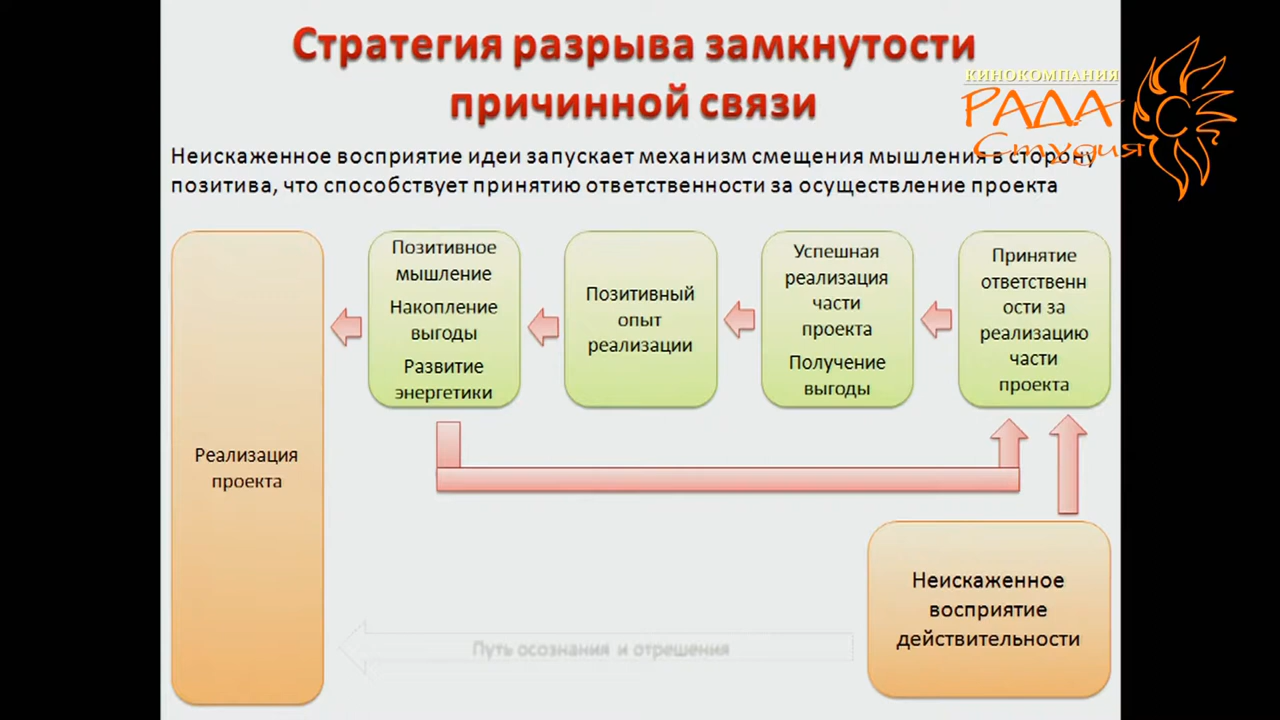 Стратегия разрыва замкнутости
причинной связи
КИНОКОМПАНИЯ
РАДА
Студия
Неискаженное восприятие идеи запускает механизм смещения мышления в сторону
позитива, что способствует принятию ответственности за осуществление проекта
Реализация
проекта
Позитивное
мышление
Накопление
выгоды
Развитие
энергетики
Позитивный
опыт
реализации
Успешная
реализация
части
проекта
Получение
выгоды
Принятие
ответственн
ости за
реализацию
части
проекта
Неискаженное
восприятие
действительности
Путь осознания и отрешения